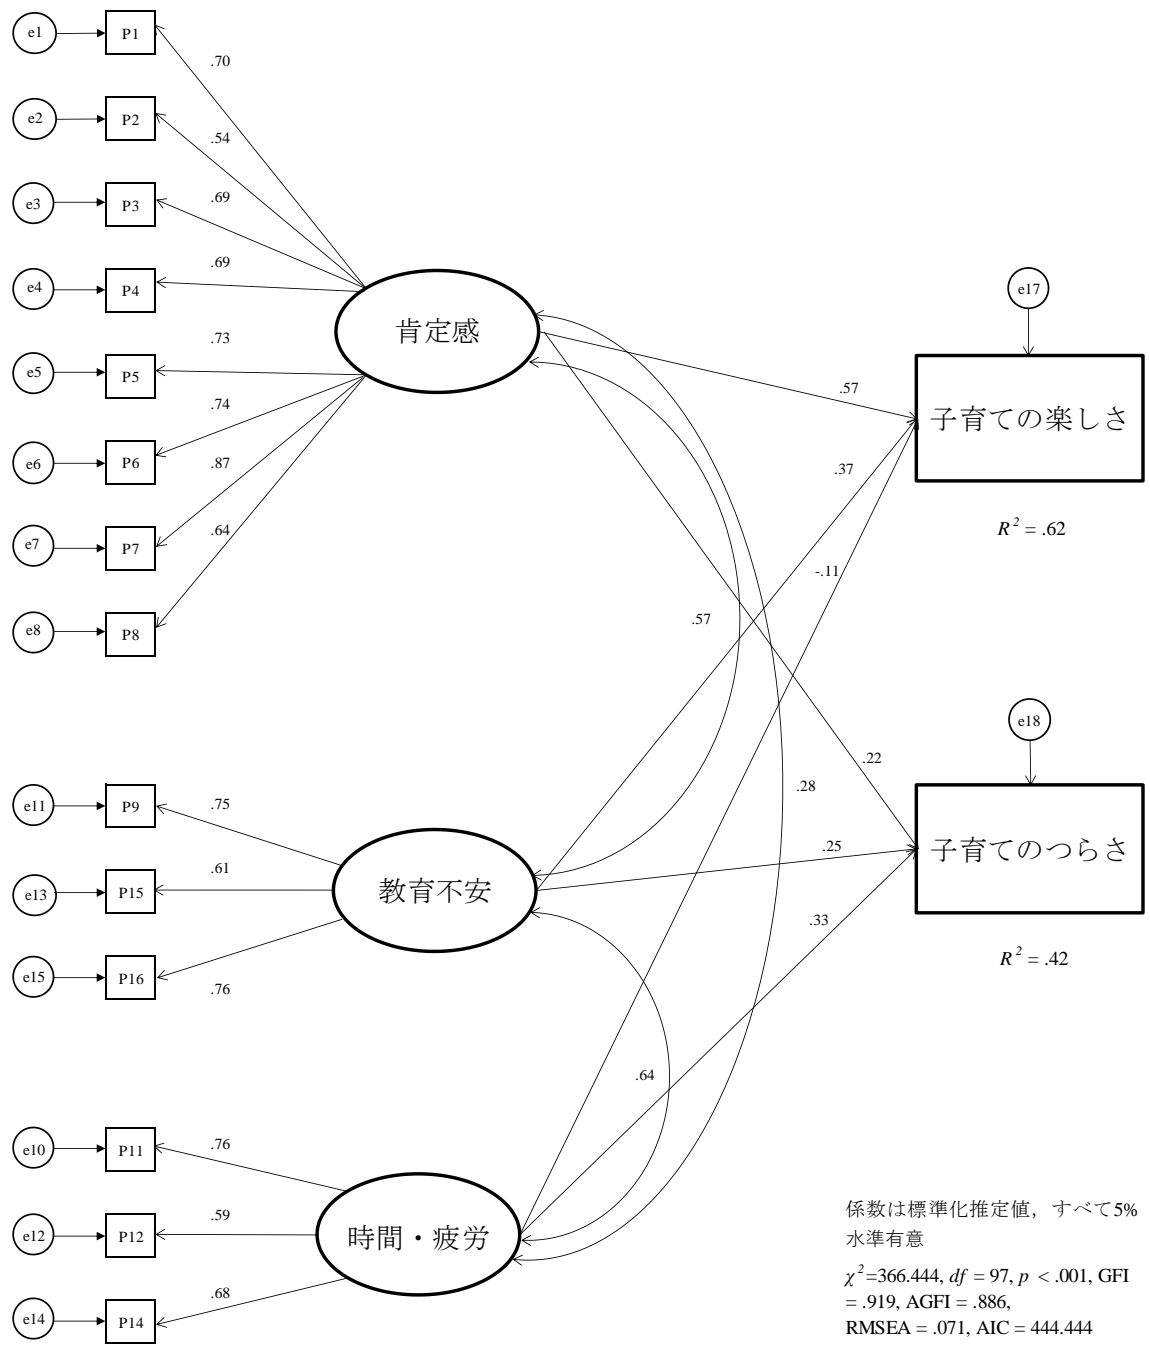 e1
P1
.70
e2
P2
.54
e3
P3
.69
e4
P4
.69
肯定感
e17
e5
P5
.73
子育ての楽しさ
.57
e6
P6
.74
.87
.37
R² = .62
e7
P7
.64
-.11
e8
P8
.57
e18
.22
.28
e11
P9
.75
子育てのつらさ
.25
e13
P15
.61
教育不安
.33
R² = .42
e15
P16
.76
.64
e10
P11
.76
e12
P12
.59
時間・疲労
e14
P14
.68
係数は標準化推定値，すべて5%
水準有意
χ²=366.444, df = 97, p < .001, GFI
= .919, AGFI = .886,
RMSEA = .071, AIC = 444.444